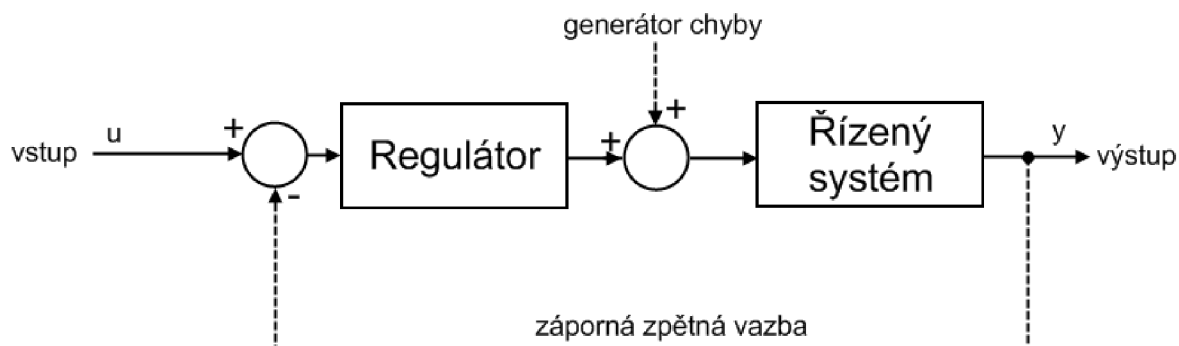 generátor chyby
+
vstup
u
+
-
Regulátor
+
Řízený
systém
y
výstup
záporná zpětná vazba